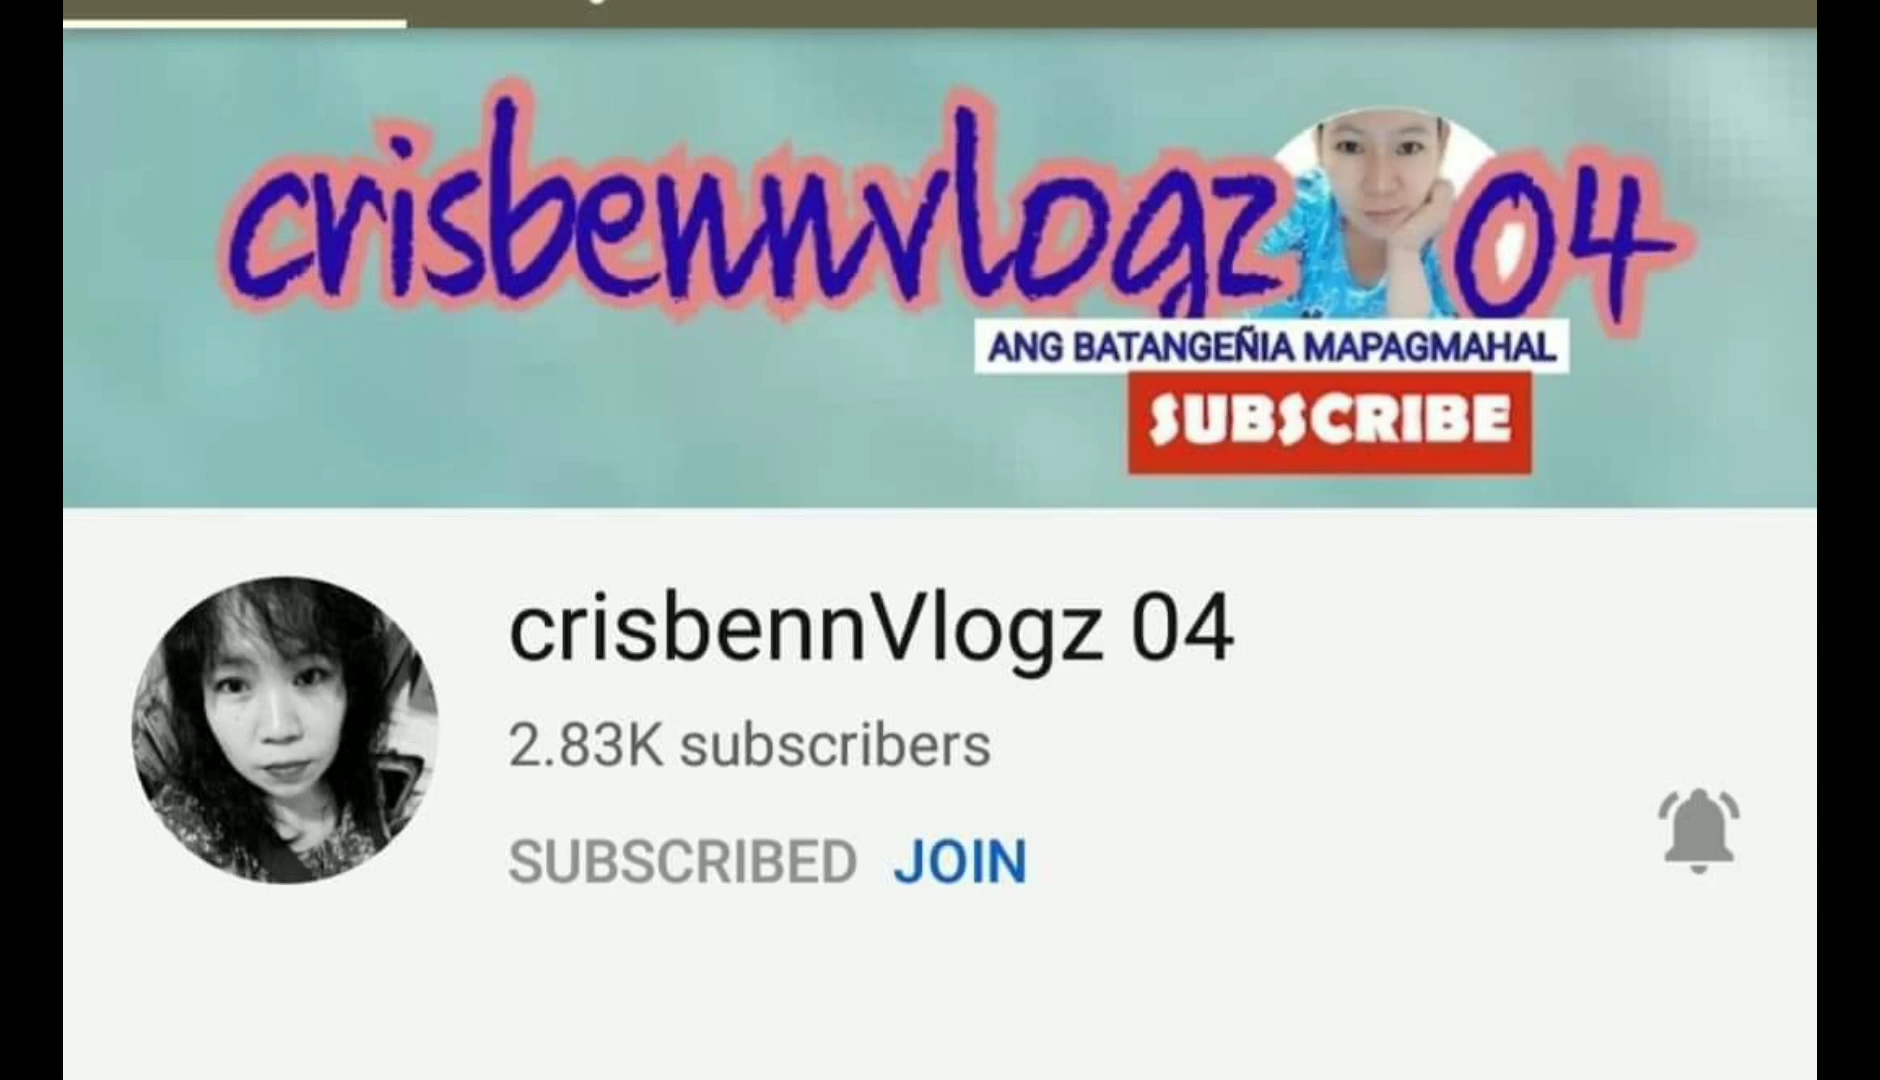 crisbennvlogz 04
ANG BATANGEÑIA MAPAGMAHAL
SUBSCRIBE
crisbennVlogz 04
2.83K subscribers
SUBSCRIBED JOIN